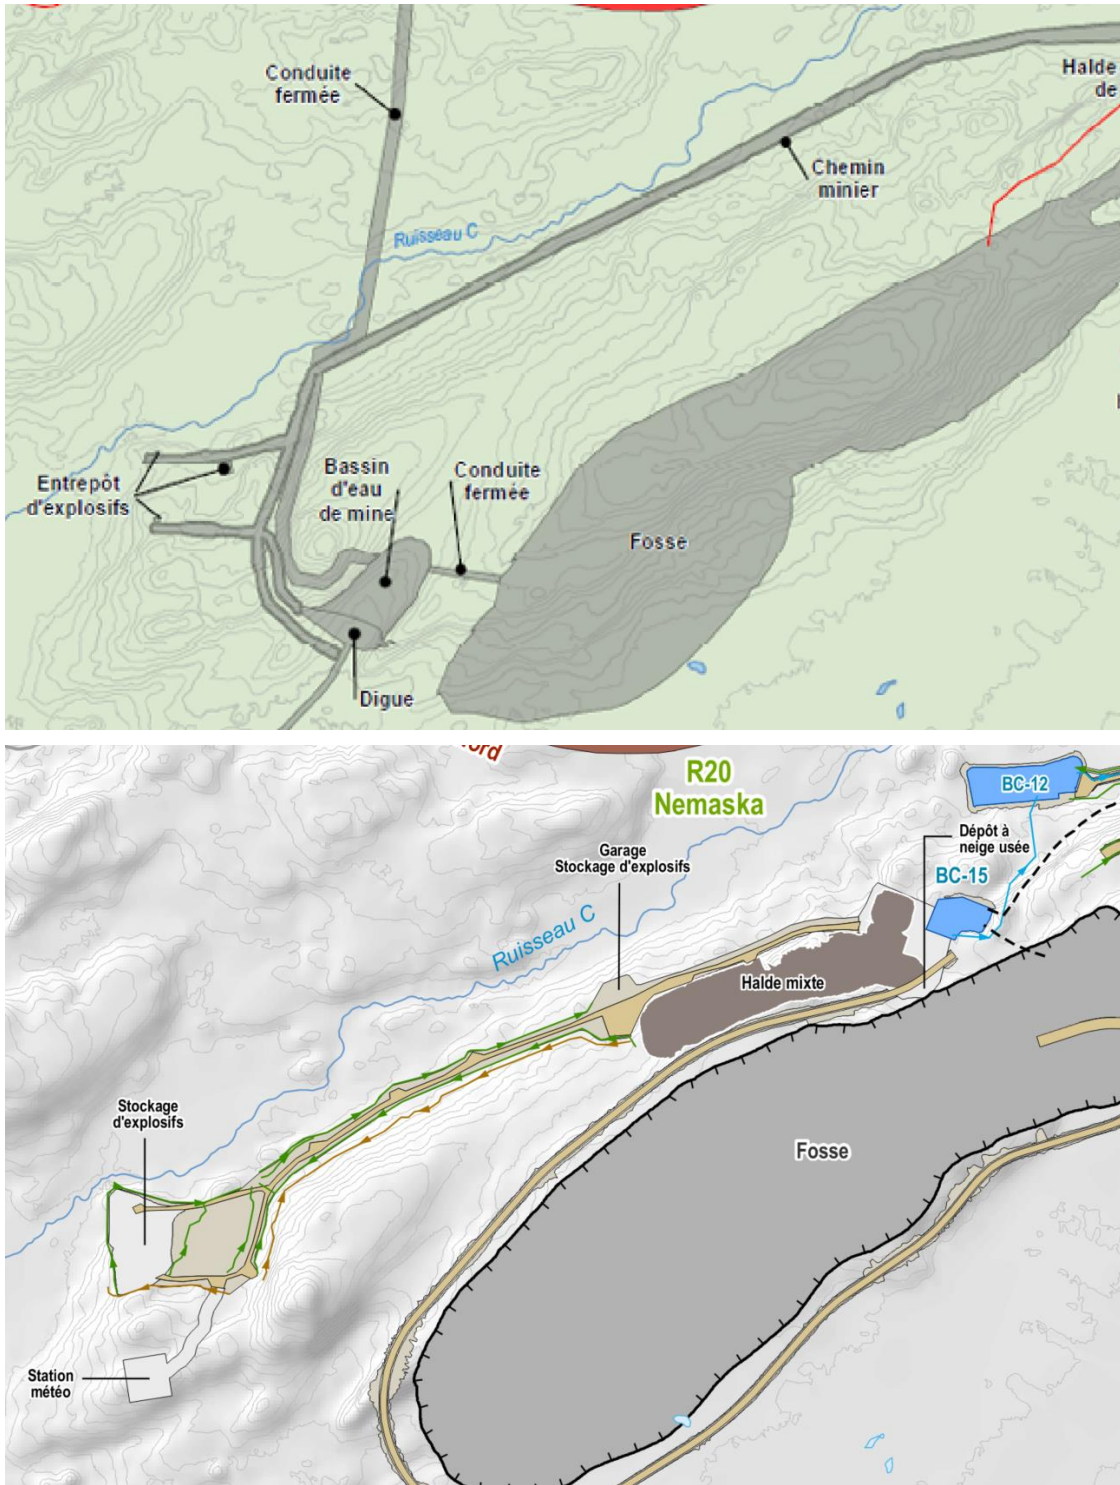 Conduite
fermée
Halde
de
Chemin
minier
Ruisseau C
Entrepôt
d'explosifs
Bassin
d'eau
de mine
Conduite
fermée
Fosse
Digue
R20
Nemaska
BC-12
Dépôt à
neige usée
Garage
Stockage d'explosifs
BC-15
Ruisseau C
Halde mixte
Stockage
d'explosifs
Fosse
Station
météo